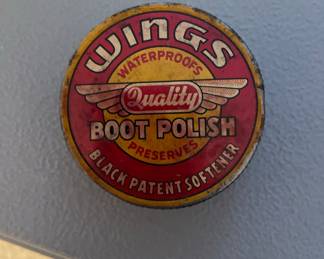 WINGS
WATERPROOFS
Quality
BOOT POLISH
PRESERVES
BLACK PATENT SOFTENER